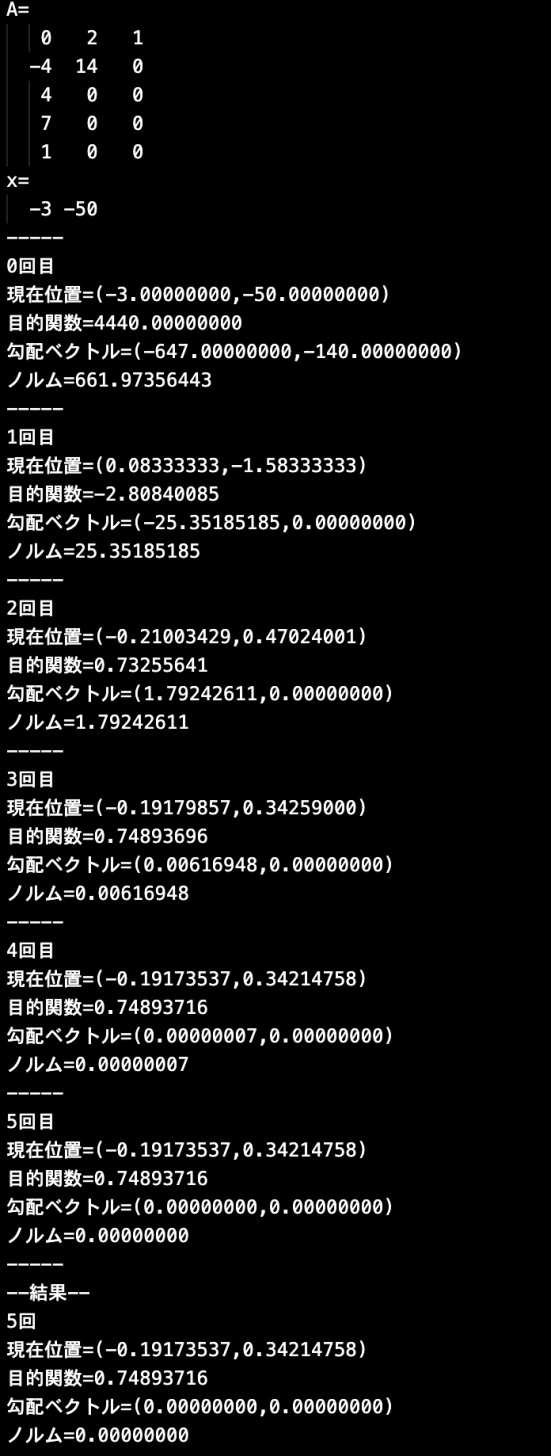 A=
0 2 1
-4 14 0
4 0 0
7 0 0
1 0 0
x=
-3 -50
-----
0回目
現在位置=(-3.00000000,-50.00000000)
目的関数=4440.00000000
勾配ベクトル=(-647.00000000,-140.00000000)
ノルム=661.97356443
-----
1回目
現在位置=(0.08333333,-1.58333333)
目的関数=-2.80840085
勾配ベクトル=(-25.35185185,0.00000000)
ノルム=25.35185185
-----
2回目
現在位置=(-0.21003429,0.47024001)
目的関数=0.73255641
勾配ベクトル=(1.79242611,0.00000000)
ノルム=1.79242611
-----
3回目
現在位置=(-0.19179857,0.34259000)
目的関数=0.74893696
勾配ベクトル=(0.00616948,0.00000000)
ノルム=0.00616948
-----
4回目
現在位置=(-0.19173537,0.34214758)
目的関数=0.74893716
勾配ベクトル=(0.00000007,0.00000000)
ノルム=0.00000007
-----
5回目
現在位置=(-0.19173537,0.34214758)
目的関数=0.74893716
勾配ベクトル=(0.00000000,0.00000000)
ノルム=0.00000000
-----
--結果--
5回
現在位置=(-0.19173537,0.34214758)
目的関数=0.74893716
勾配ベクトル=(0.00000000,0.00000000)
ノルム=0.00000000